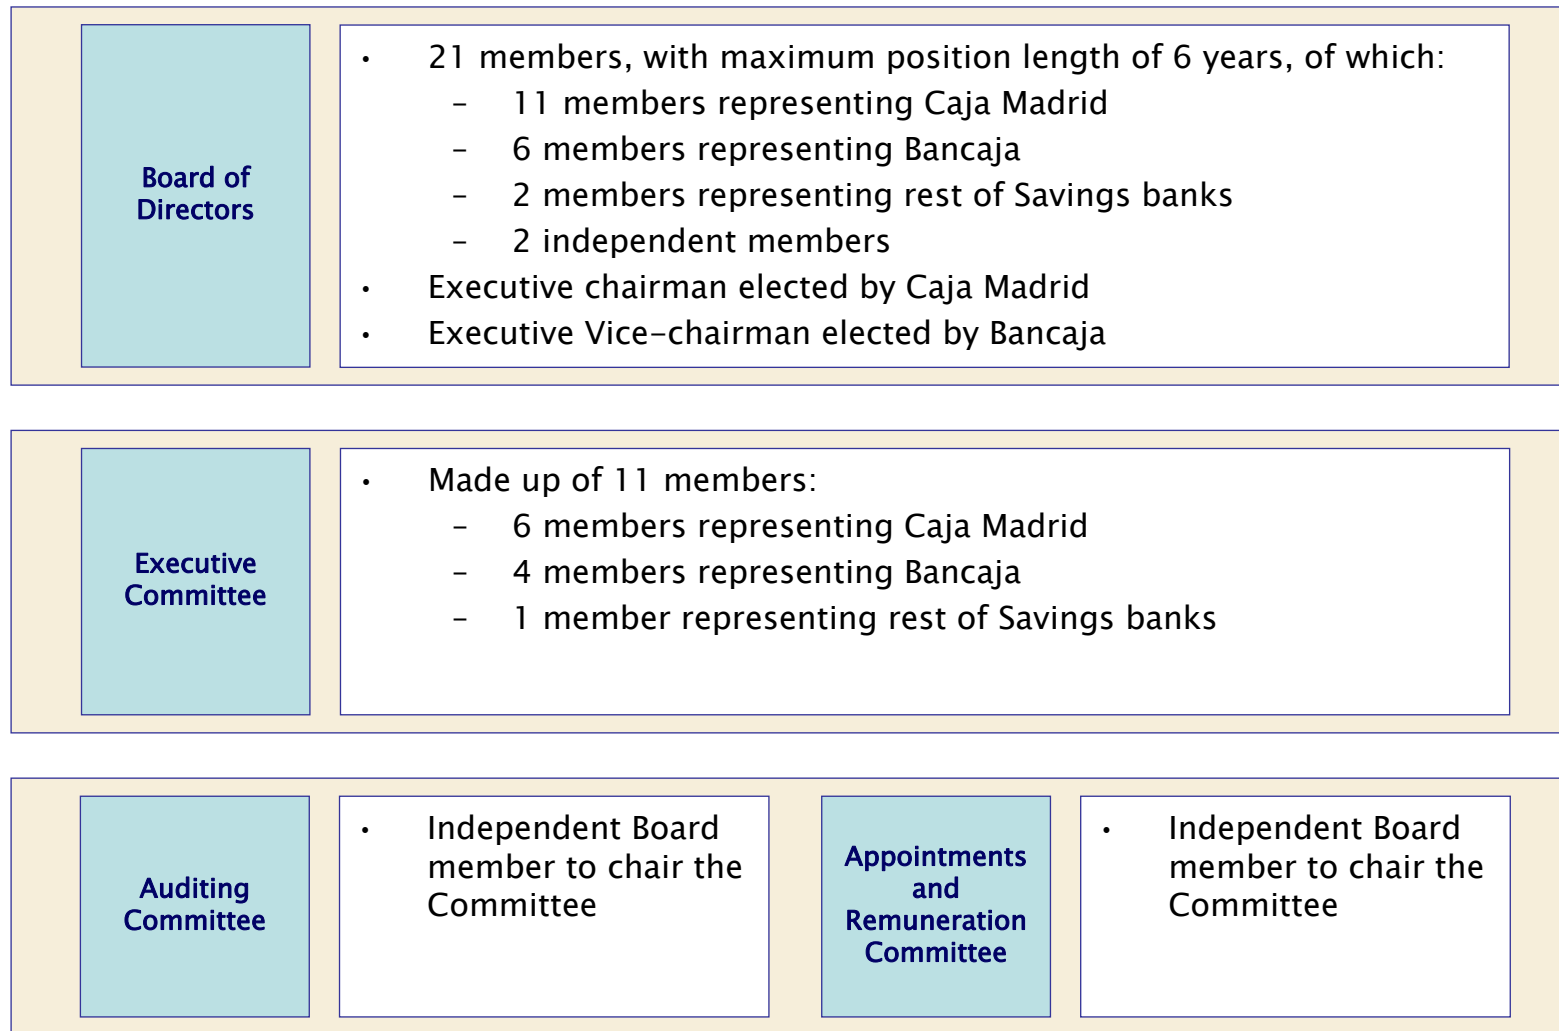 Board of
Directors
• 21 members, with maximum position length of 6 years, of which:
– 11 members representing Caja Madrid
– 6 members representing Bancaja
– 2 members representing rest of Savings banks
– 2 independent members
• Executive chairman elected by Caja Madrid
• Executive Vice–chairman elected by Bancaja
Executive
Committee
• Made up of 11 members:
– 6 members representing Caja Madrid
– 4 members representing Bancaja
– 1 member representing rest of Savings banks
Auditing
Committee
• Independent Board
member to chair the
Committee
Appointments
and
Remuneration
Committee
• Independent Board
member to chair the
Committee